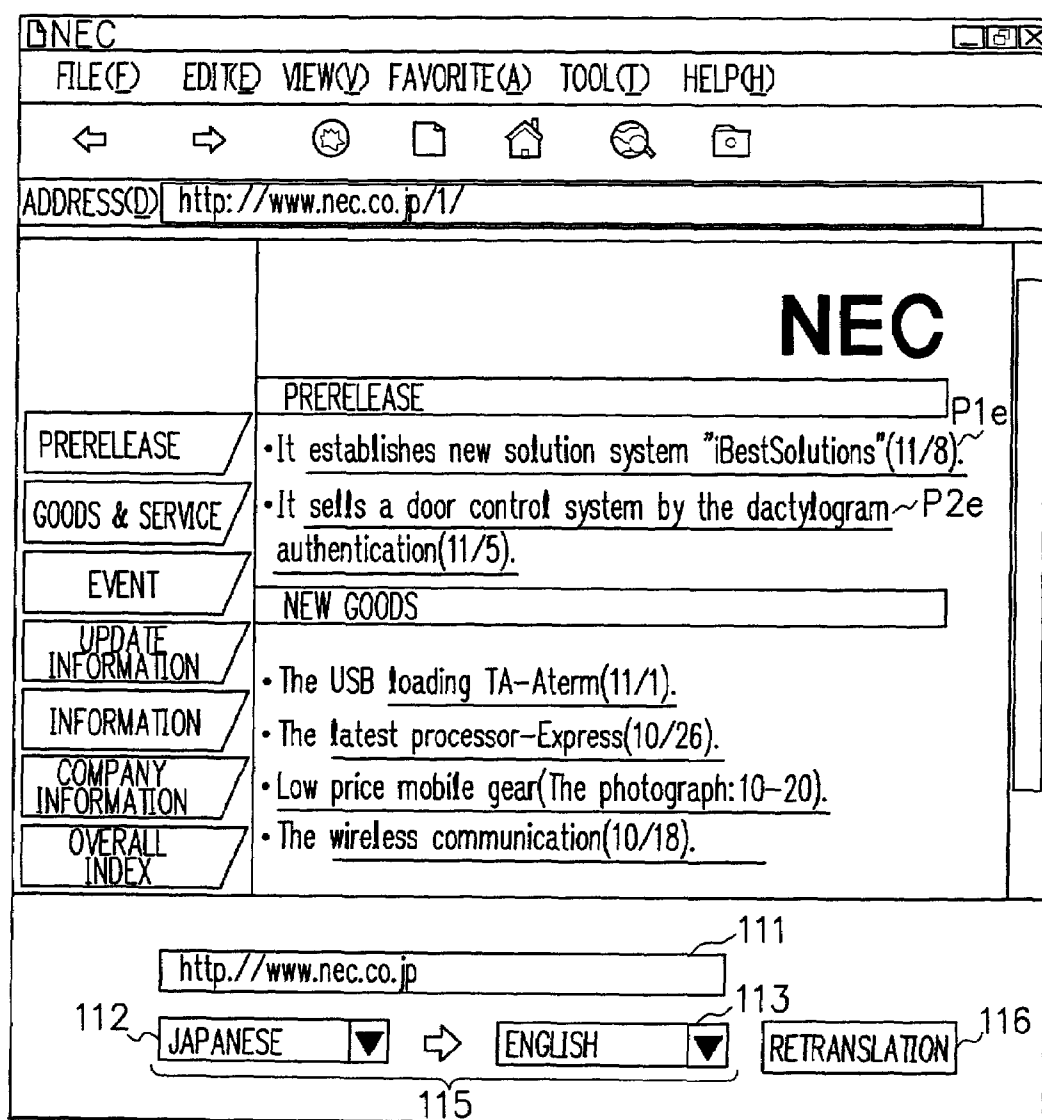 NEC
FILE(F) EDIT(E) VIEW(V) FAVORITE(A) TOOL(T) HELP(H)
ADDRESS(D) http://www.nec.co.jp/1/
NEC
PRERELEASE
GOODS & SERVICE
EVENT
UPDATE
INFORMATION
INFORMATION
COMPANY
INFORMATION
OVERALL
INDEX
PRERELEASE
P1e
•It establishes new solution system "iBestSolutions"(11/8).
•It sells a door control system by the dactylogram P2e
authentication(11/5).
NEW GOODS
•The USB loading TA-Aterm(11/1).
•The latest processor-Express(10/26).
•Low price mobile gear(The photograph:10-20).
•The wireless communication(10/18).
111
http.//www.nec.co.jp
112 JAPANESE ENGLISH 113 RETRANSLATION 116
115